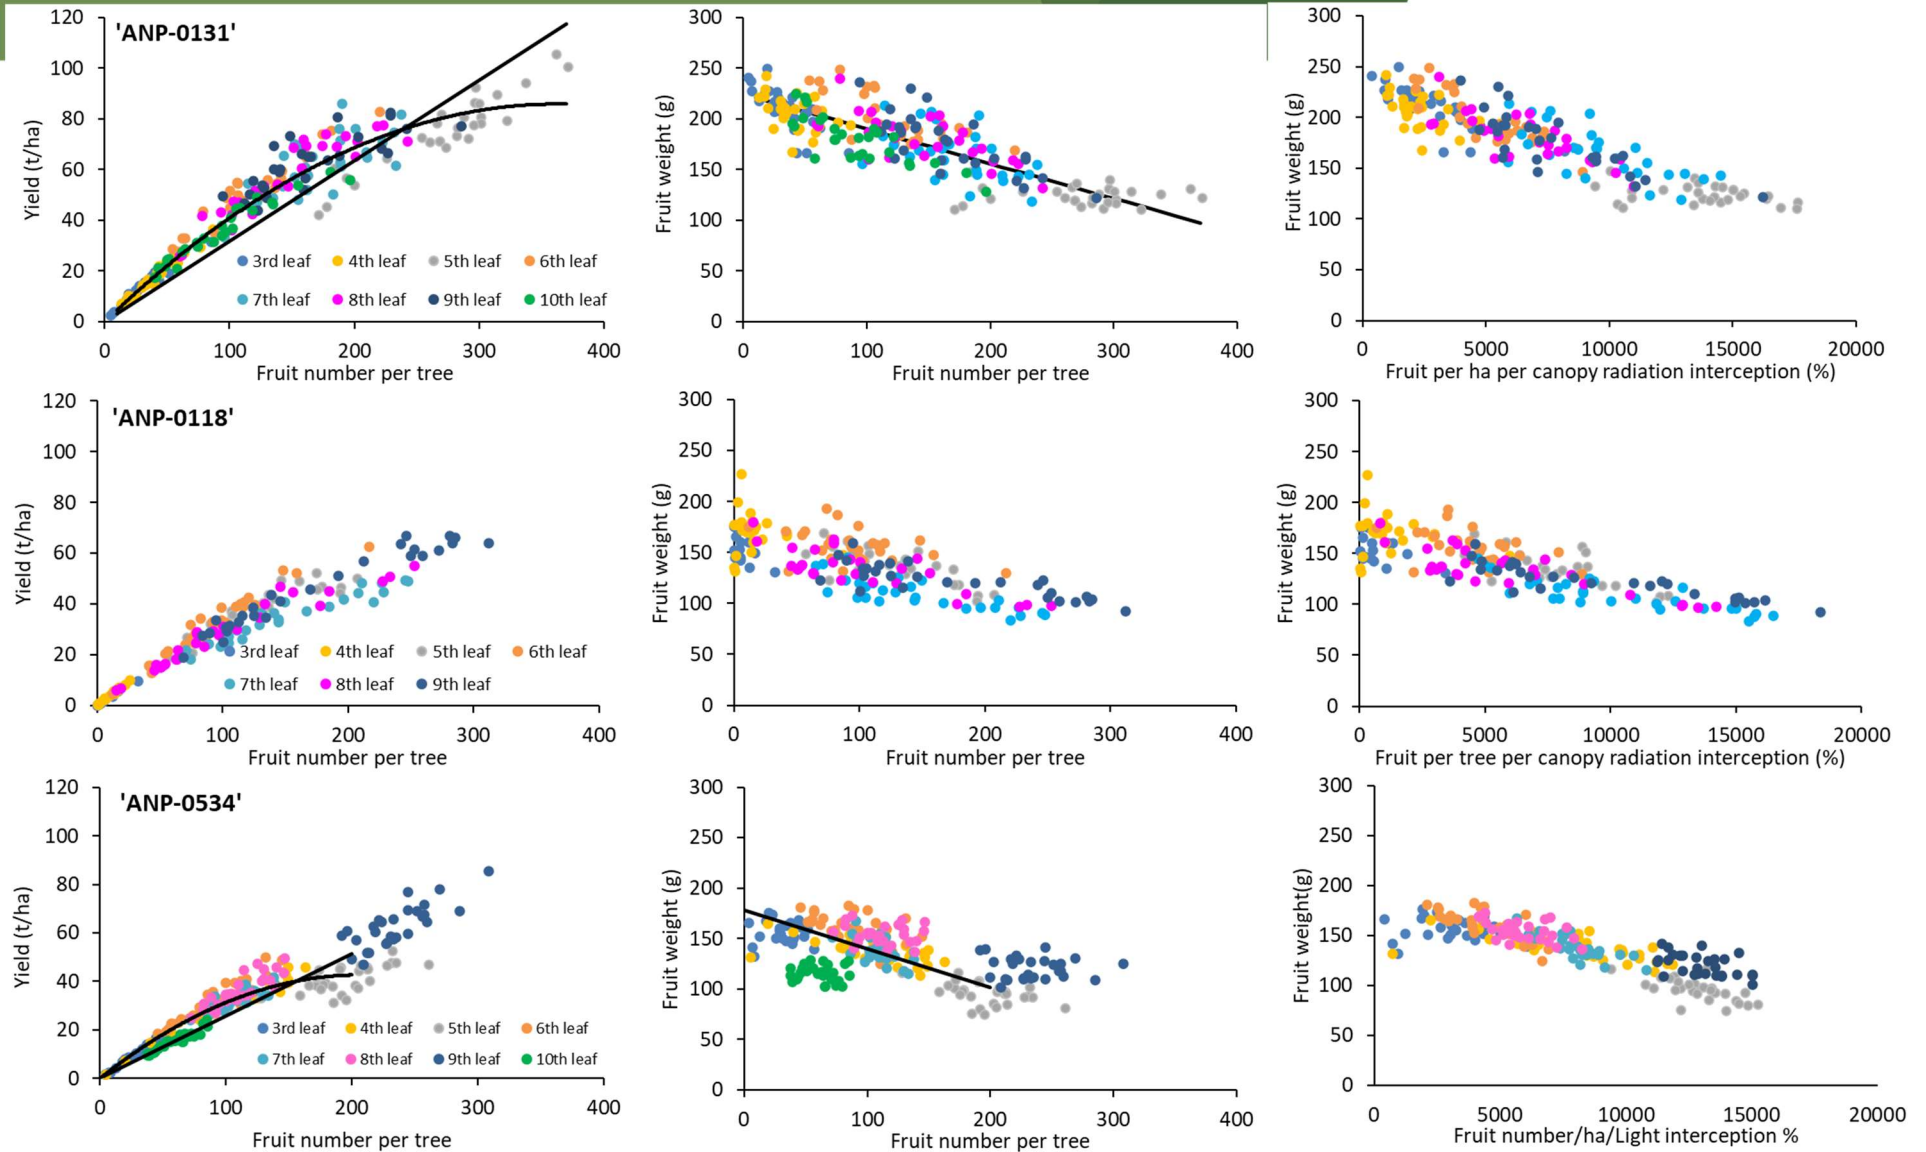 'ANP-0131'
Yield (t/ha)
120
100
80
60
40
20
0
3rd leaf 4th leaf 5th leaf 6th leaf
7th leaf 8th leaf 9th leaf 10th leaf
0 100 200 300 400
Fruit number per tree
Fruit weight (g)
300
250
200
150
100
50
0
0 100 200 300 400
Fruit number per tree
Fruit weight (g)
300
250
200
150
100
50
0
0 5000 10000 15000 20000
Fruit per ha per canopy radiation interception (%)
'ANP-0118'
Yield (t/ha)
120
100
80
60
40
20
0
3rd leaf 4th leaf 5th leaf 6th leaf
7th leaf 8th leaf 9th leaf
0 100 200 300 400
Fruit number per tree
Fruit weight (g)
300
250
200
150
100
50
0
0 100 200 300 400
Fruit number per tree
Fruit weight (g)
300
250
200
150
100
50
0
0 5000 10000 15000 20000
Fruit per tree per canopy radiation interception (%)
'ANP-0534'
Yield (t/ha)
120
100
80
60
40
20
0
3rd leaf 4th leaf 5th leaf 6th leaf
7th leaf 8th leaf 9th leaf 10th leaf
0 100 200 300 400
Fruit number per tree
Fruit weight (g)
300
250
200
150
100
50
0
0 100 200 300 400
Fruit number per tree
Fruit weight(g)
300
250
200
150
100
50
0
0 5000 10000 15000 20000
Fruit number/ha/Light interception %